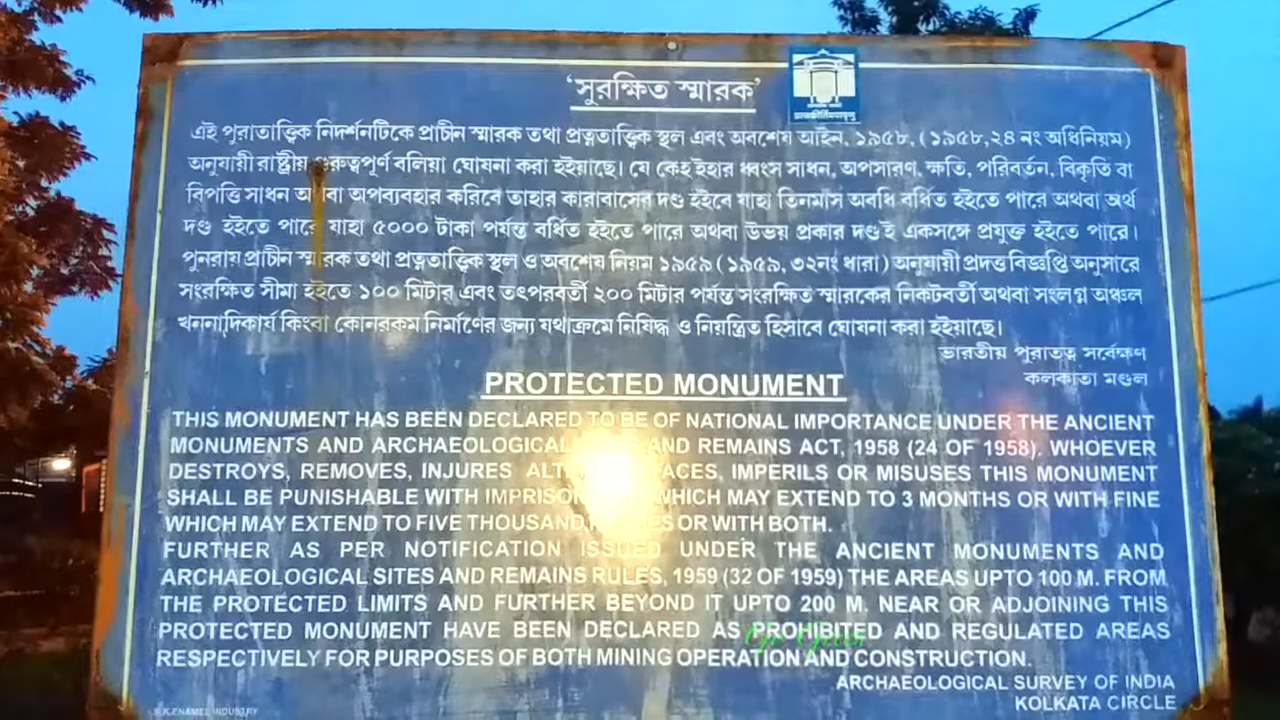 ‘সুরক্ষিত স্মারক’
এই পুরাতাত্ত্বিক নিদর্শনটিকে প্রাচীন স্মারক তথা প্রত্নতাত্ত্বিক স্থল এবং অবশেষ আইন, ১৯৫৮, (১৯৫৮,২৪ নং অধিনিয়ম)
অনুযায়ী রাষ্ট্রীয় গুরুত্বপূর্ণ বলিয়া ঘোষনা করা হইয়াছে। যে কেহ ইহার ধ্বংস সাধন, অপসারণ, ক্ষতি, পরিবর্তন, বিকৃতি বা
বিপত্তি সাধন অথবা অপব্যবহার করিবে তাহার কারাবাসের দণ্ড হইবে যাহা তিনমাস অবধি বর্ধিত হইতে পারে অথবা অর্থ
দণ্ড হইতে পারে যাহা ৫০০০ টাকা পর্যন্ত বর্ধিত হইতে পারে অথবা উভয় প্রকার দণ্ডই একসঙ্গে প্রযুক্ত হইতে পারে।
পুনরায় প্রাচীন স্মারক তথা প্রত্নতাত্ত্বিক স্থল ও অবশেষ নিয়ম ১৯৫৯ (১৯৫৯, ৩২নং ধারা) অনুযায়ী প্রদত্ত বিজ্ঞপ্তি অনুসারে
সংরক্ষিত সীমা হইতে ১০০ মিটার এবং তৎপরবর্তী ২০০ মিটার পর্যন্ত সংরক্ষিত স্মারকের নিকটবর্তী অথবা সংলগ্ন অঞ্চল
খননাদিকার্য কিংবা কোনরকম নির্মাণের জন্য যথাক্রমে নিষিদ্ধ ও নিয়ন্ত্রিত হিসাবে ঘোষনা করা হইয়াছে।
ভারতীয় পুরাতত্ব সর্বেক্ষণ
কলকাতা মণ্ডল
PROTECTED MONUMENT
THIS MONUMENT HAS BEEN DECLARED TO BE OF NATIONAL IMPORTANCE UNDER THE ANCIENT
MONUMENTS AND ARCHAEOLOGICAL AND REMAINS ACT, 1958 (24 OF 1958). WHOEVER
DESTROYS, REMOVES, INJURES IMPERILS OR MISUSES THIS MONUMENT
SHALL BE PUNISHABLE WITH WHICH MAY EXTEND TO 3 MONTHS OR WITH FINE
WHICH MAY EXTEND TO FIVE THOUSAND OR WITH BOTH.
FURTHER AS PER NOTIFICATION ISSUED UNDER THE ANCIENT MONUMENTS AND
ARCHAEOLOGICAL SITES AND REMAINS RULES, 1959 (32 OF 1959) THE AREAS UPTO 100 M. FROM
THE PROTECTED LIMITS AND FURTHER BEYOND IT UPTO 200 M. NEAR OR ADJOINING THIS
PROTECTED MONUMENT HAVE BEEN DECLARED AS PROHIBITED AND REGULATED AREAS
RESPECTIVELY FOR PURPOSES OF BOTH MINING OPERATION AND CONSTRUCTION.
ARCHAEOLOGICAL SURVEY OF INDIA
KOLKATA CIRCLE
ENAMEL INDUSTRY